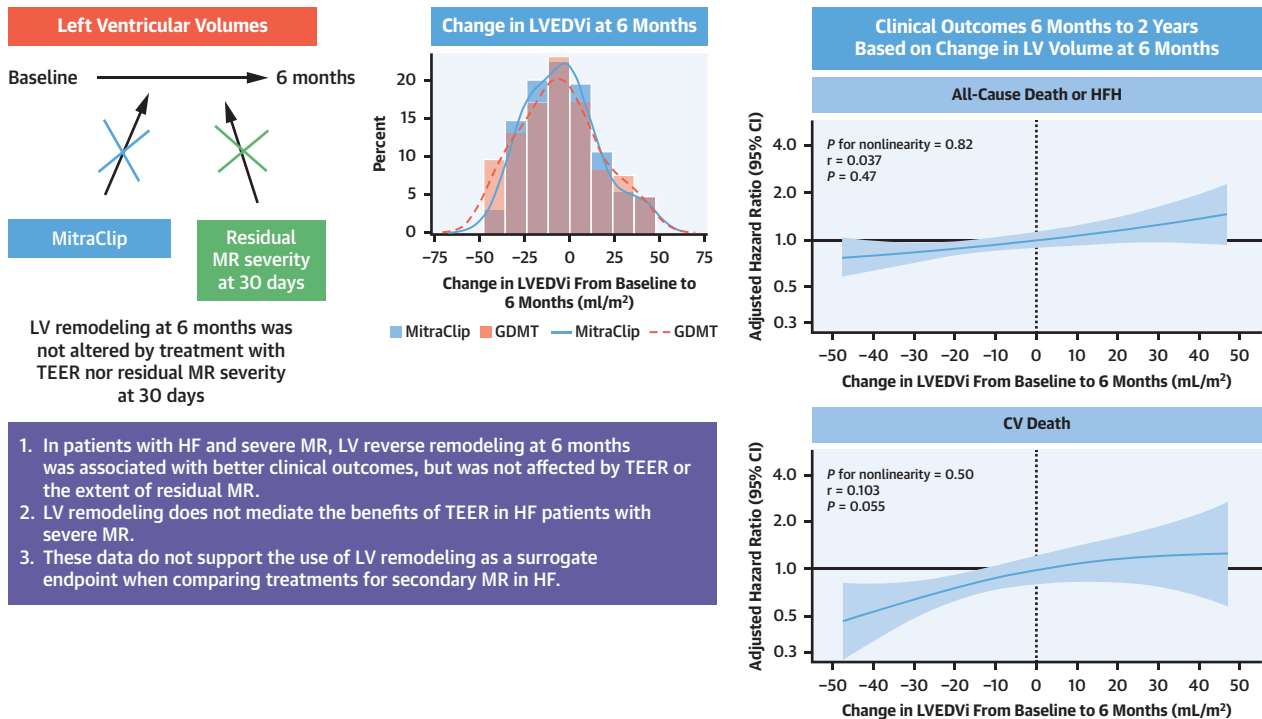 Left Ventricular Volumes
Baseline
6 months
MitraClip
Residual
MR severity
at 30 days
LV remodeling at 6 months was
not altered by treatment with
TEER nor residual MR severity
at 30 days
Change in LVEDVi at 6 Months
Percent
20
15
10
5
0
−75 −50 −25 0 25 50 75
Change in LVEDVi From Baseline to
6 Months (ml/m²)
MitraClip GDMT MitraClip GDMT
1. In patients with HF and severe MR, LV reverse remodeling at 6 months
was associated with better clinical outcomes, but was not affected by TEER or
the extent of residual MR.
2. LV remodeling does not mediate the benefits of TEER in HF patients with
severe MR.
3. These data do not support the use of LV remodeling as a surrogate
endpoint when comparing treatments for secondary MR in HF.
Clinical Outcomes 6 Months to 2 Years
Based on Change in LV Volume at 6 Months
All-Cause Death or HFH
Adjusted Hazard Ratio (95% CI)
4.0
2.0
1.0
0.5
0.3
P for nonlinearity = 0.82
r = 0.037
P = 0.47
−50 −40 −30 −20 −10 0 10 20 30 40 50
Change in LVEDVi From Baseline to 6 Months (mL/m²)
CV Death
Adjusted Hazard Ratio (95% CI)
4.0
2.0
1.0
0.5
0.3
P for nonlinearity = 0.50
r = 0.103
P = 0.055
−50 −40 −30 −20 −10 0 10 20 30 40 50
Change in LVEDVi From Baseline to 6 Months (mL/m²)